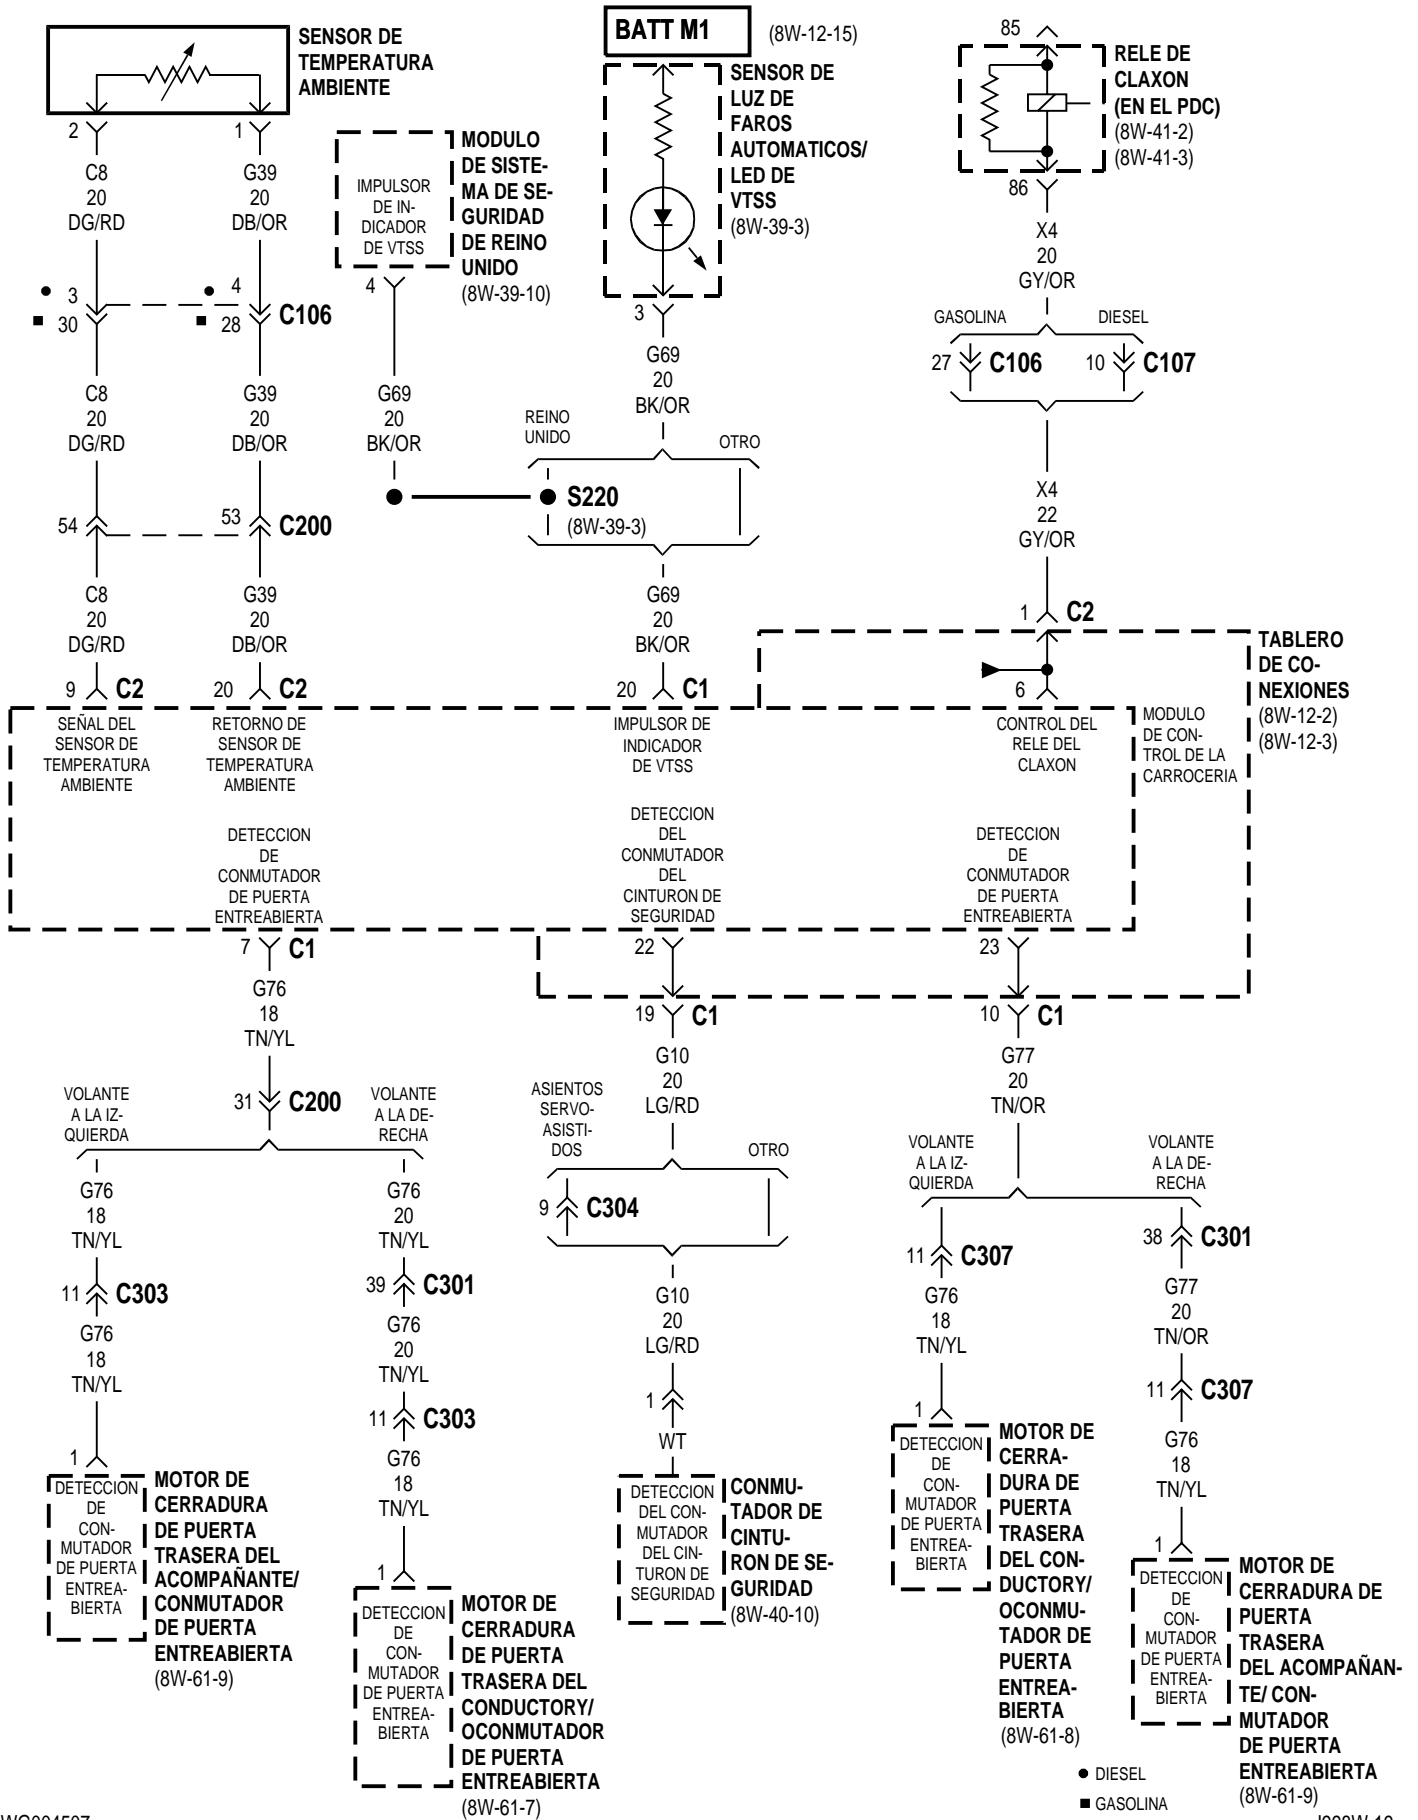 SENSOR DE
TEMPERATURA
AMBIENTE
2
1
C8
20
DG/RD
G39
20
DB/OR
3
4
30
28
C106
C8
20
DG/RD
G39
20
DB/OR
54
53
C200
C8
20
DG/RD
G39
20
DB/OR
9
C2
20
C2
MODULO
DE SISTE-
MA DE SE-
GURIDAD
DE REINO
UNIDO
(8W-39-10)
IMPULSOR
DE IN-
DICADOR
DE VTSS
4
G69
20
BK/OR
BATT M1
(8W-12-15)
SENSOR DE
LUZ DE
FAROS
AUTOMATICOS/
LED DE
VTSS
(8W-39-3)
3
G69
20
BK/OR
REINO
UNIDO
OTRO
S220
(8W-39-3)
G69
20
BK/OR
20
C1
85
RELE DE
CLAXON
(EN EL PDC)
(8W-41-2)
(8W-41-3)
86
X4
20
GY/OR
GASOLINA
DIESEL
27
C106
10
C107
X4
22
GY/OR
1
C2
TABLERO
DE CO-
NEXIONES
(8W-12-2)
(8W-12-3)
6
SEÑAL DEL
SENSOR DE
TEMPERATURA
AMBIENTE
RETORNO DE
SENSOR DE
TEMPERATURA
AMBIENTE
IMPULSOR DE
INDICADOR
DE VTSS
CONTROL DEL
RELE DEL
CLAXON
MODULO
DE CON-
TROL DE LA
CARROCERIA
DETECCION
DE
CONMUTADOR
DE PUERTA
ENTREABIERTA
DETECCION
DEL
CONMUTADOR
DEL
CINTURON DE
SEGURIDAD
DETECCION
DE
CONMUTADOR
DE PUERTA
ENTREABIERTA
7
C1
22
23
19
C1
10
C1
G76
18
TN/YL
31
C200
VOLANTE
A LA IZ-
QUIERDA
VOLANTE
A LA DE-
RECHA
G76
18
TN/YL
11
C303
G76
18
TN/YL
1
DETECCION
DE
CON-
MUTADOR
DE PUERTA
ENTREA-
BIERTA
MOTOR DE
CERRADURA
DE PUERTA
TRASERA DEL
ACOMPAÑANTE/
CONMUTADOR
DE PUERTA
ENTREABIERTA
(8W-61-9)
G76
20
TN/YL
39
C301
G76
20
TN/YL
11
C303
G76
18
TN/YL
1
DETECCION
DE
CON-
MUTADOR
DE PUERTA
ENTREA-
BIERTA
MOTOR DE
CERRADURA
DE PUERTA
TRASERA DEL
CONDUCTORY/
OCONMUTADOR
DE PUERTA
ENTREABIERTA
(8W-61-7)
G10
20
LG/RD
ASIENTOS
SERVO-
ASISTI-
DOS
OTRO
9
C304
G10
20
LG/RD
1
WT
DETECCION
DEL CON-
MUTADOR
DEL CIN-
TURON DE
SEGURIDAD
CONMU-
TADOR DE
CINTU-
RON DE SE-
GURIDAD
(8W-40-10)
G77
20
TN/OR
VOLANTE
A LA IZ-
QUIERDA
VOLANTE
A LA DE-
RECHA
11
C307
G76
18
TN/YL
1
DETECCION
DE
CON-
MUTADOR
DE PUERTA
ENTREA-
BIERTA
MOTOR DE
CERRA-
DURA DE
PUERTA
TRASERA
DEL CON-
DUCTORY/
OCONMU-
TADOR DE
PUERTA
ENTREA-
BIERTA
(8W-61-8)
38
C301
G77
20
TN/OR
11
C307
G76
18
TN/YL
1
DETECCION
DE
CON-
MUTADOR
DE PUERTA
ENTREA-
BIERTA
MOTOR DE
CERRADURA DE
PUERTA
TRASERA
DEL ACOMPAÑAN-
TE/ CON-
MUTADOR
DE PUERTA
ENTREABIERTA
(8W-61-9)
DIESEL
GASOLINA